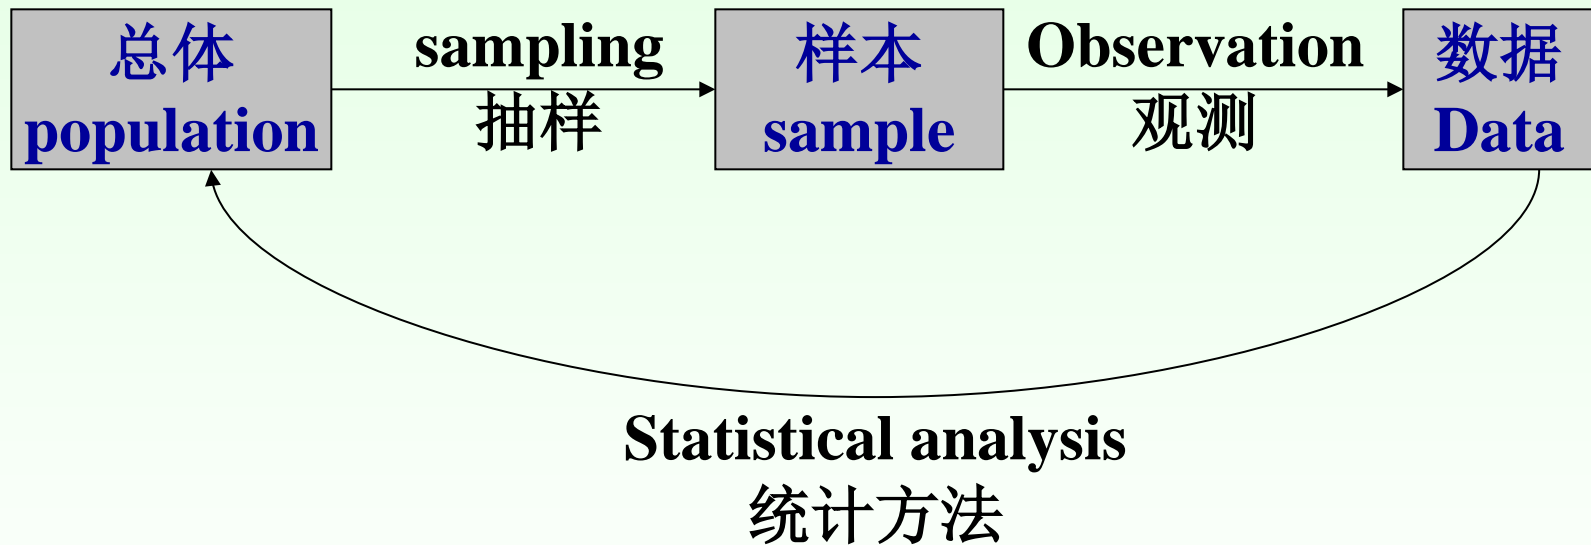 总体
population
sampling
抽样
样本
sample
Observation
观测
数据
Data
Statistical analysis
统计方法